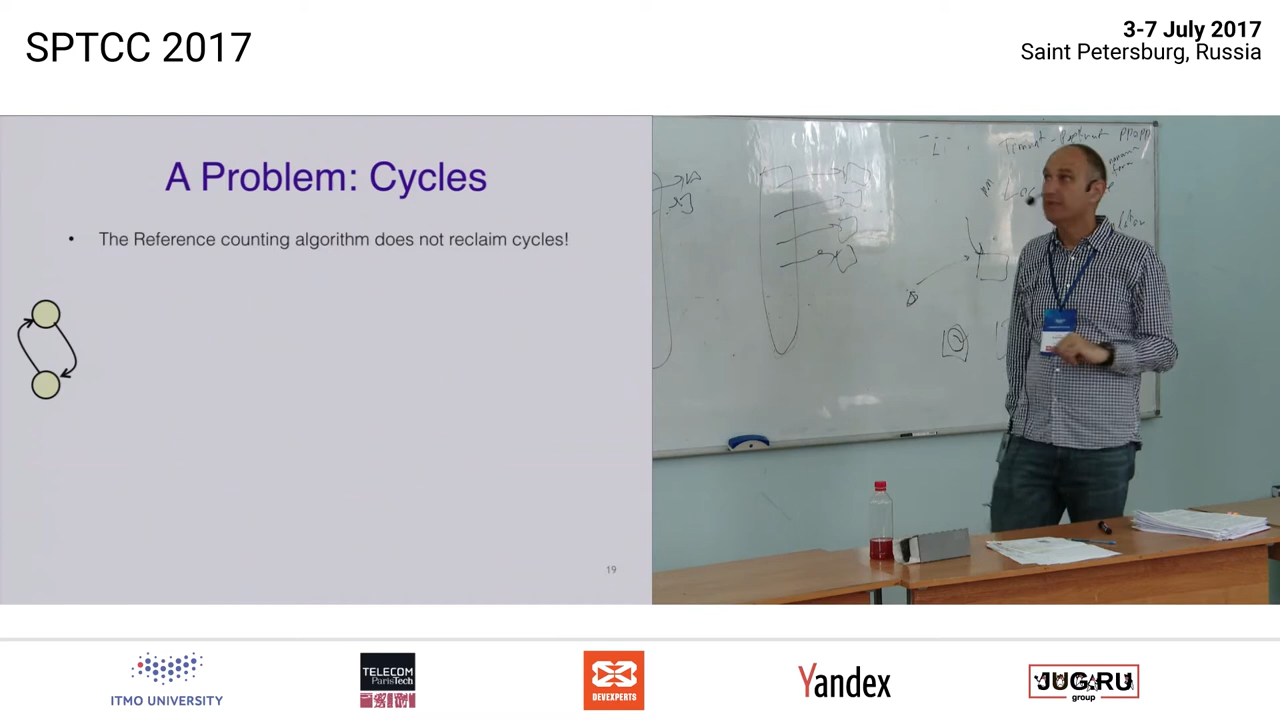 SPTCC 2017
3-7 July 2017
Saint Petersburg, Russia
A Problem: Cycles
• The Reference counting algorithm does not reclaim cycles!
19
ITMO UNIVERSITY
TELECOM
ParisTech
DEVEXPERTS
Yandex
JUG.RU
group